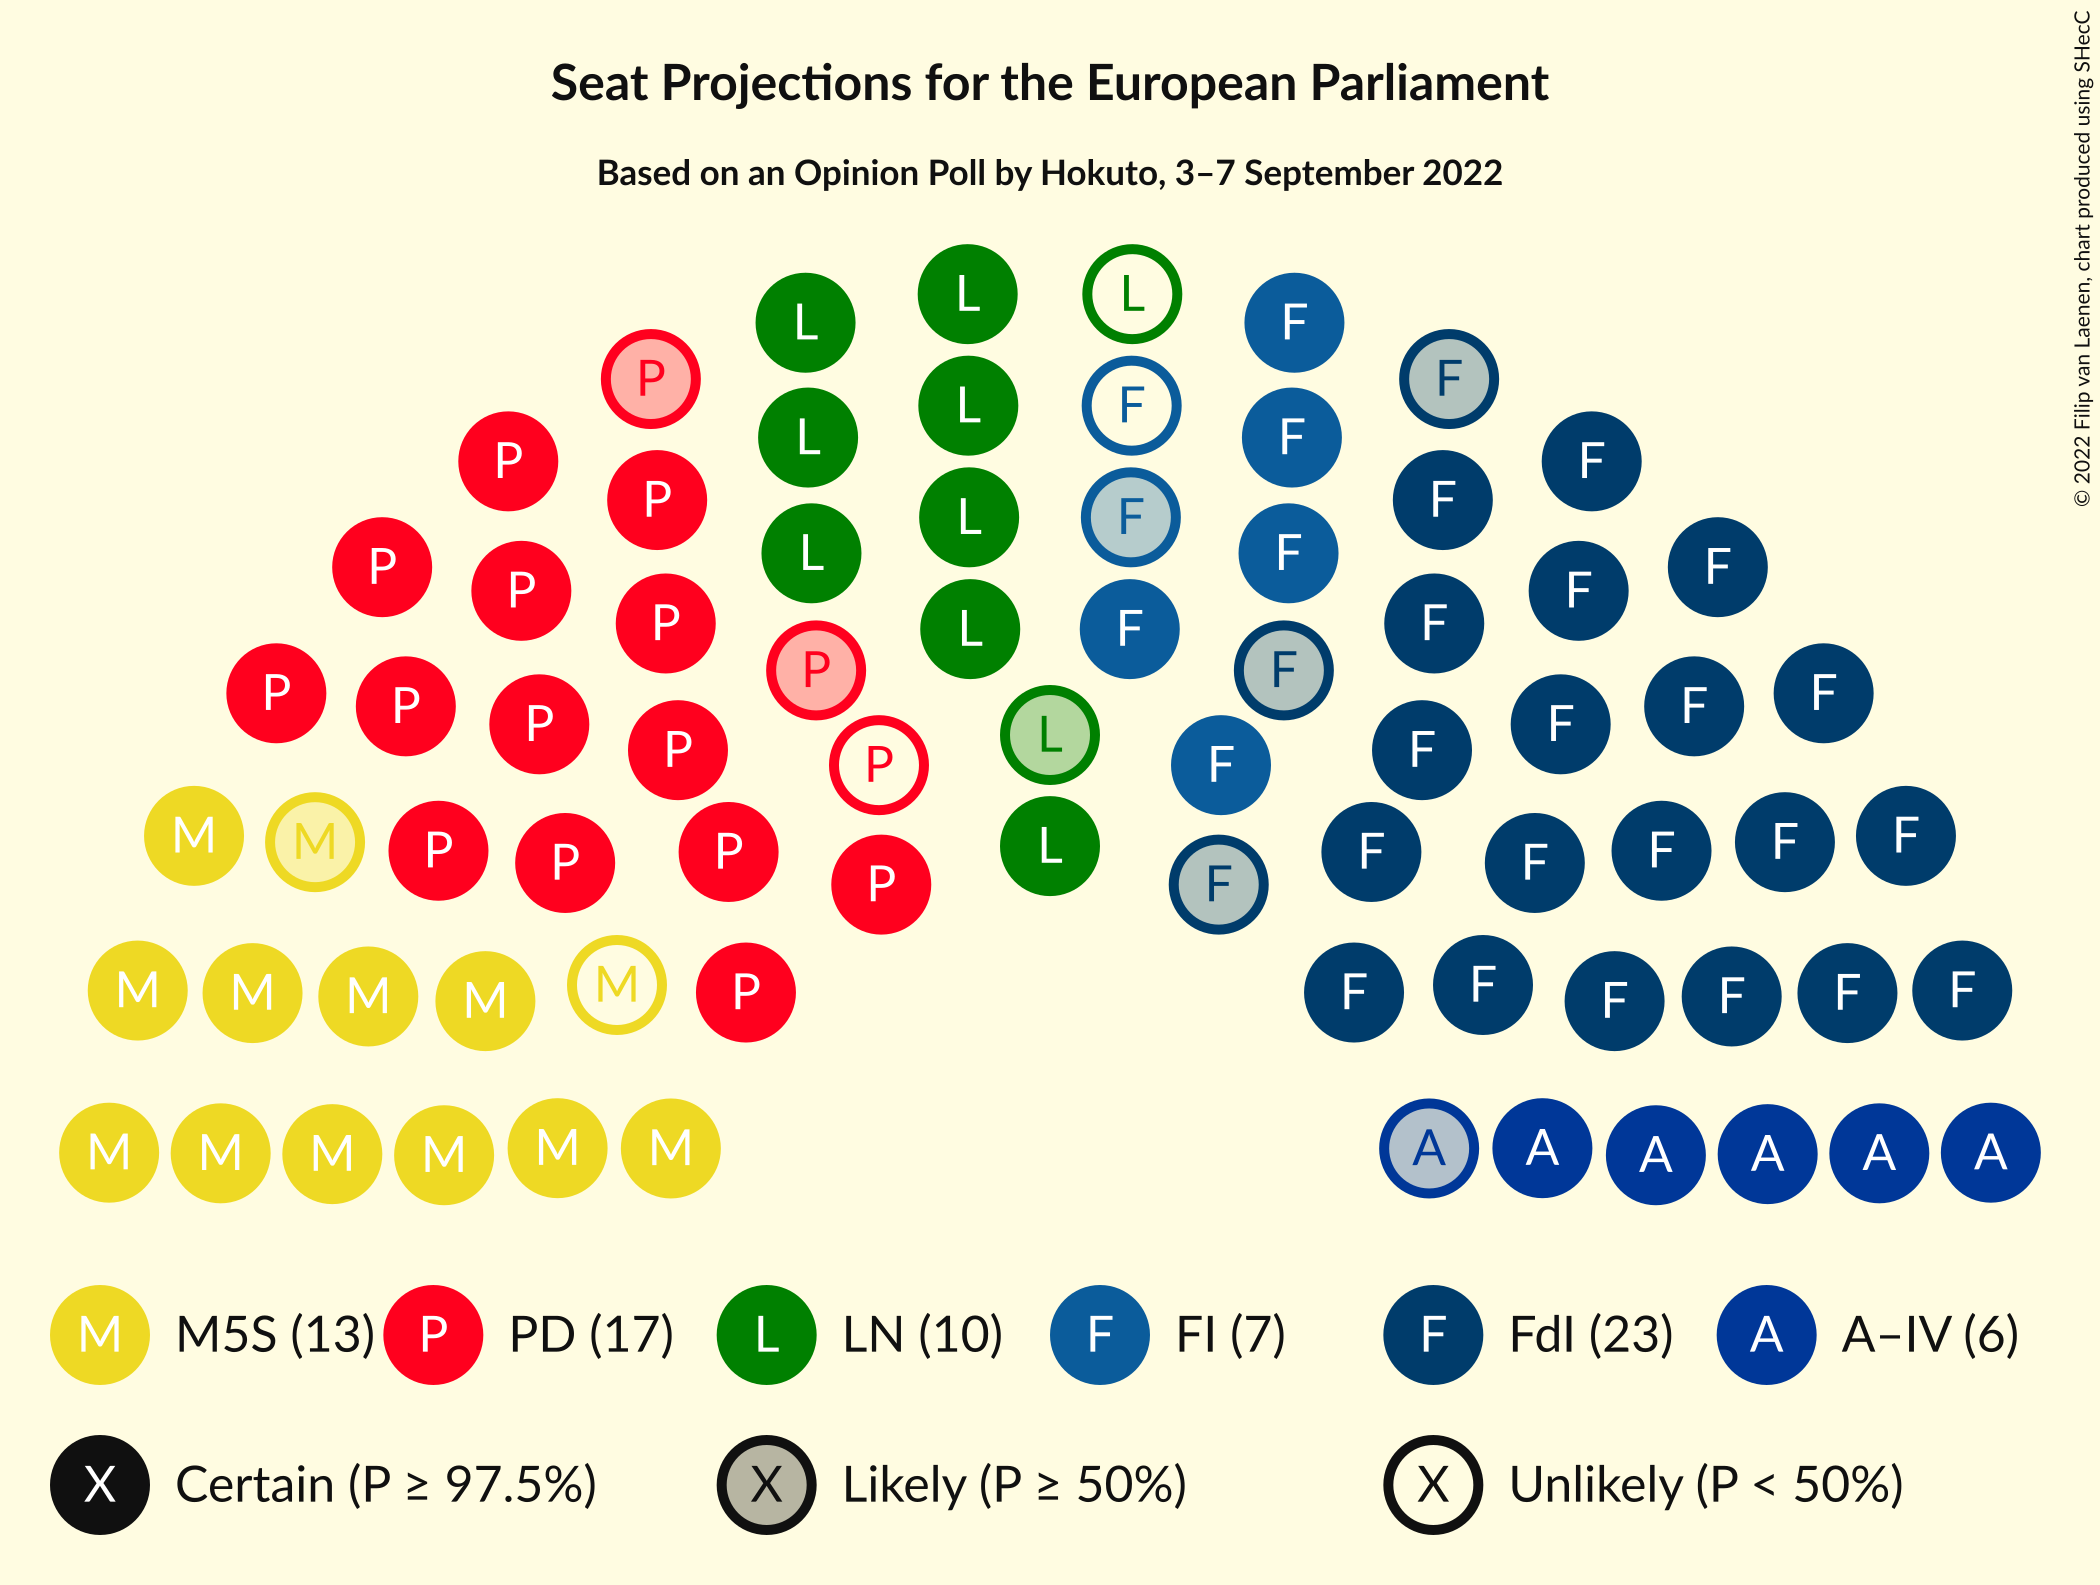 Seat Projections for the European Parliament
Based on an Opinion Poll by Hokuto, 3–7 September 2022
© 2022 Filip van Laenen, chart produced using SHecC
L L
L F
L F
P F
L L F F
P F
P F
L L F F
P F
P P F F
L F
P F
P P F F
P F
P P P F F F
L
P P F F
M M P P P L F F F F F
P F
M M M M M P F F F F F F
M M M M M M A A A A A A
M M5S (13) P PD (17) L LN (10) F FI (7) F FdI (23) A A–IV (6)
X Certain (P ≥ 97.5%) X Likely (P ≥ 50%) X Unlikely (P < 50%)